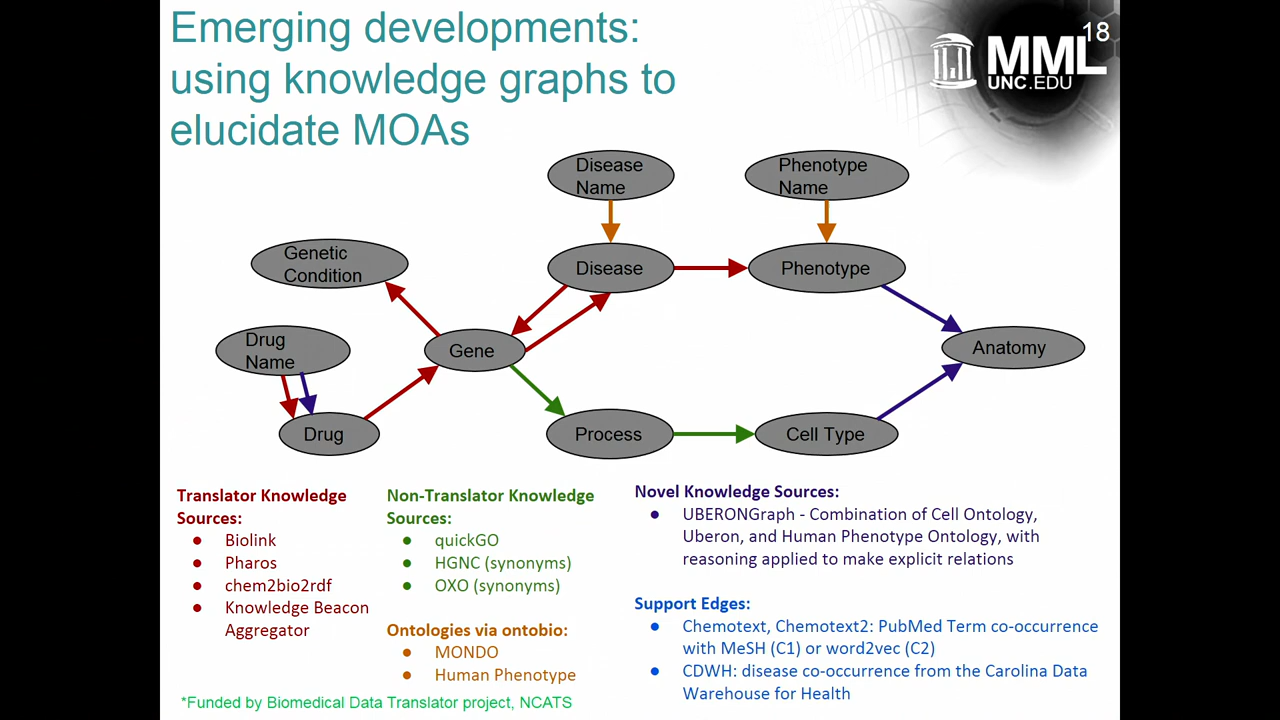 Emerging developments:
using knowledge graphs to
elucidate MOAs
18
MML
UNC.EDU
Disease
Name
Phenotype
Name
Genetic
Condition
Disease
Phenotype
Drug
Name
Gene
Anatomy
Drug
Process
Cell Type
Translator Knowledge
Sources:
● Biolink
● Pharos
● chem2bio2rdf
● Knowledge Beacon
Aggregator
Non-Translator Knowledge
Sources:
● quickGO
● HGNC (synonyms)
● OXO (synonyms)
Ontologies via ontobio:
● MONDO
● Human Phenotype
Novel Knowledge Sources:
● UBERONGraph - Combination of Cell Ontology,
Uberon, and Human Phenotype Ontology, with
reasoning applied to make explicit relations
Support Edges:
● Chemotext, Chemotext2: PubMed Term co-occurrence
with MeSH (C1) or word2vec (C2)
● CDWH: disease co-occurrence from the Carolina Data
Warehouse for Health
*Funded by Biomedical Data Translator project, NCATS